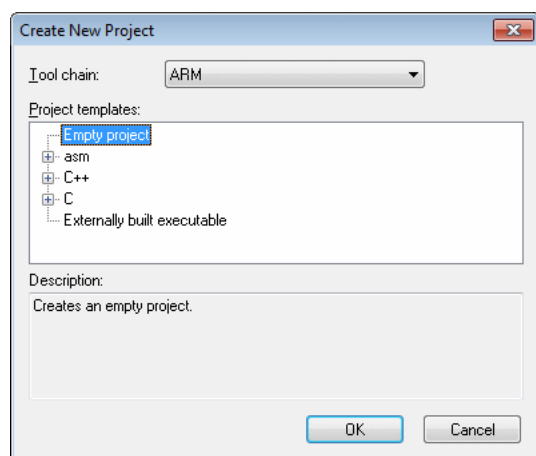 Create New Project
Tool chain: ARM
Project templates:
Empty project
asm
C++
C
Externally built executable
Description:
Creates an empty project.
OK Cancel